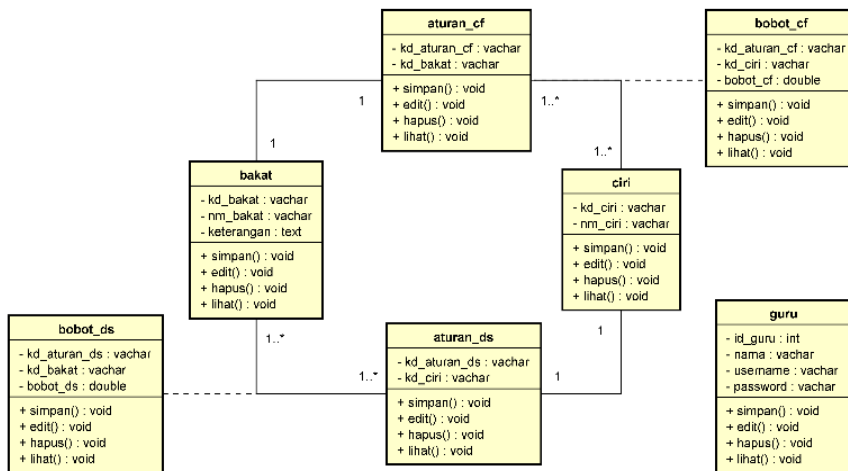 aturan_cf
- kd_aturan_cf : vachar
- kd_bakat : vachar
+ simpan() : void
+ edit() : void
+ hapus() : void
+ lihat() : void
bobot_cf
- kd_aturan_cf : vachar
- kd_ciri : vachar
- bobot_cf : double
+ simpan() : void
+ edit() : void
+ hapus() : void
+ lihat() : void
1
1..*
1
1..*
bakat
- kd_bakat : vachar
- nm_bakat : vachar
- keterangan : text
+ simpan() : void
+ edit() : void
+ hapus() : void
+ lihat() : void
ciri
- kd_ciri : vachar
- nm_ciri : vachar
+ simpan() : void
+ edit() : void
+ hapus() : void
+ lihat() : void
bobot_ds
- kd_aturan_ds : vachar
- kd_bakat : vachar
- bobot_ds : double
+ simpan() : void
+ edit() : void
+ hapus() : void
+ lihat() : void
1..*
1..*
aturan_ds
- kd_aturan_ds : vachar
- kd_ciri : vachar
+ simpan() : void
+ edit() : void
+ hapus() : void
+ lihat() : void
1
1
guru
- id_guru : int
- nama : vachar
- username : vachar
- password : vachar
+ simpan() : void
+ edit() : void
+ hapus() : void
+ lihat() : void